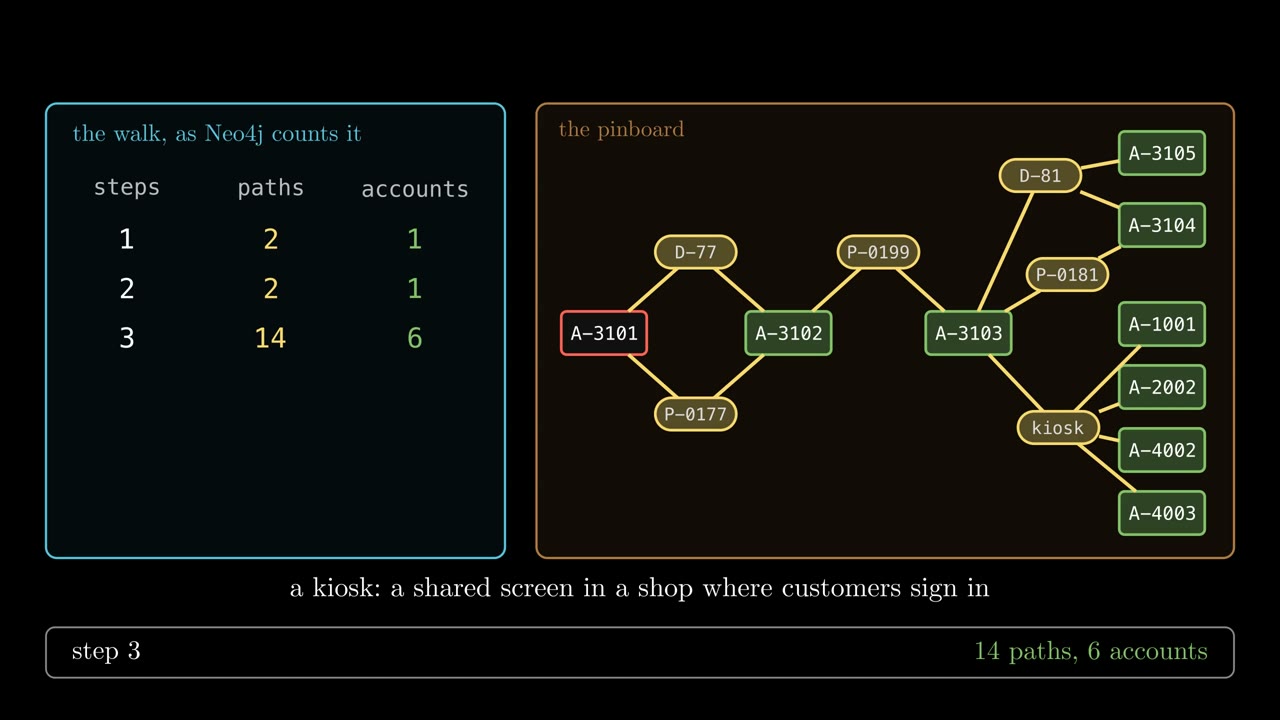 the walk, as Neo4j counts it
steps paths accounts
1 2 1
2 2 1
3 14 6
the pinboard
A-3105
D-81
A-3104
D-77
P-0199
P-0181
A-3101
A-3102
A-3103
A-1001
A-2002
P-0177
kiosk
A-4002
A-4003
a kiosk: a shared screen in a shop where customers sign in
step 3
14 paths, 6 accounts